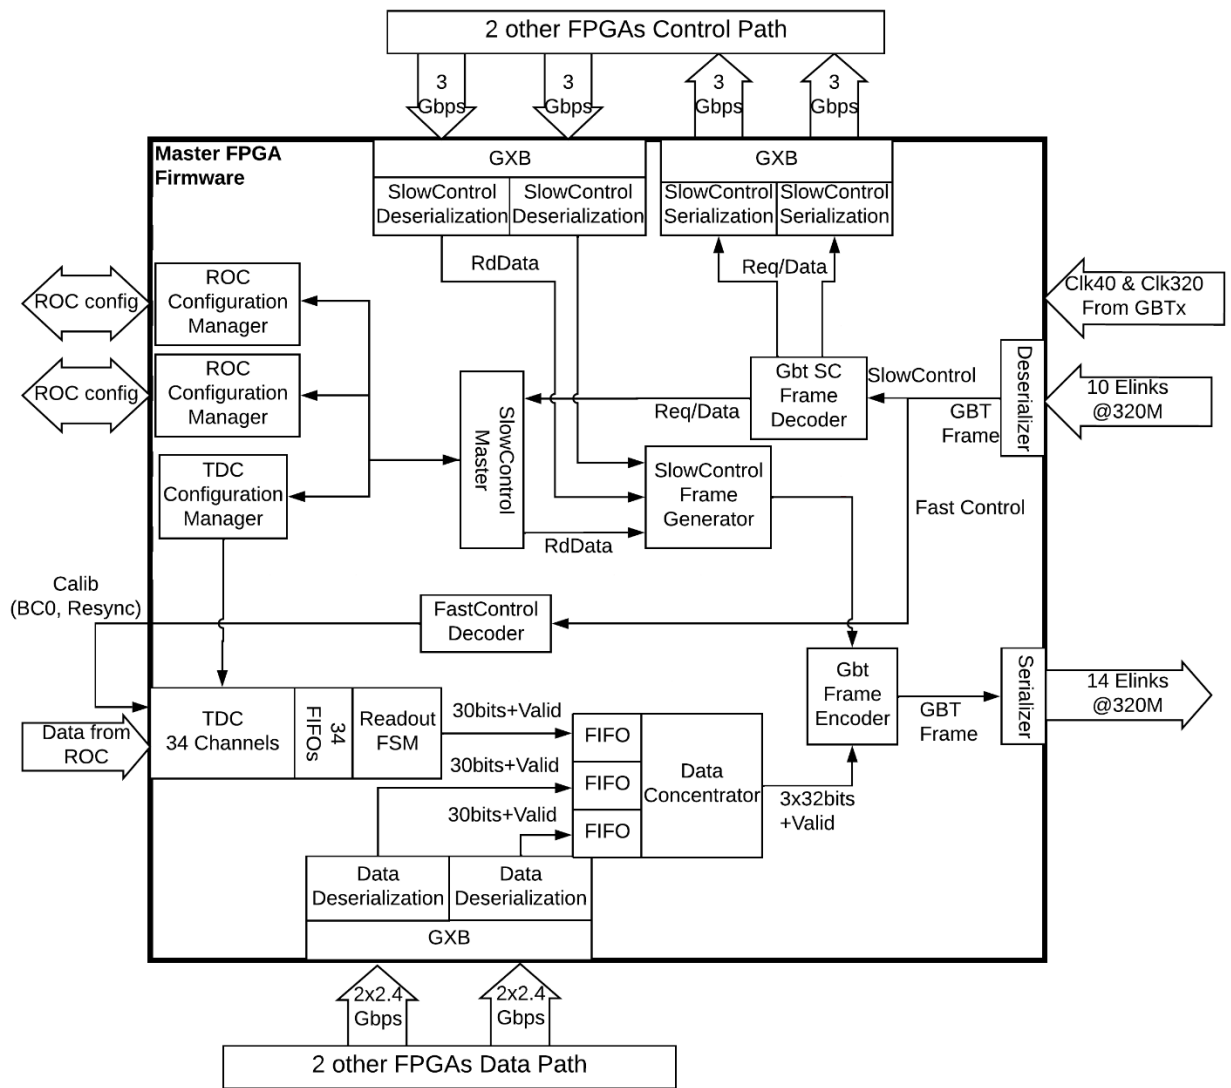 2 other FPGAs Control Path
3
Gbps
3
Gbps
3
Gbps
3
Gbps
Master FPGA
Firmware
GXB
SlowControl
Deserialization
SlowControl
Deserialization
GXB
SlowControl
Serialization
SlowControl
Serialization
RdData
Req/Data
ROC config
ROC
Configuration
Manager
Clk40 & Clk320
From GBTx
ROC config
ROC
Configuration
Manager
SlowControl
Master
Req/Data
Gbt SC
Frame
Decoder
SlowControl
GBT
Frame
Deserializer
10 Elinks
@320M
TDC
Configuration
Manager
SlowControl
Frame
Generator
RdData
Fast Control
Calib
(BC0, Resync)
FastControl
Decoder
Gbt
Frame
Encoder
GBT
Frame
Serializer
14 Elinks
@320M
Data from
ROC
TDC
34 Channels
34
FIFOs
Readout
FSM
30bits+Valid
30bits+Valid
30bits+Valid
FIFO
FIFO
FIFO
Data
Concentrator
3x32bits
+Valid
Data
Deserialization
Data
Deserialization
GXB
2x2.4
Gbps
2x2.4
Gbps
2 other FPGAs Data Path